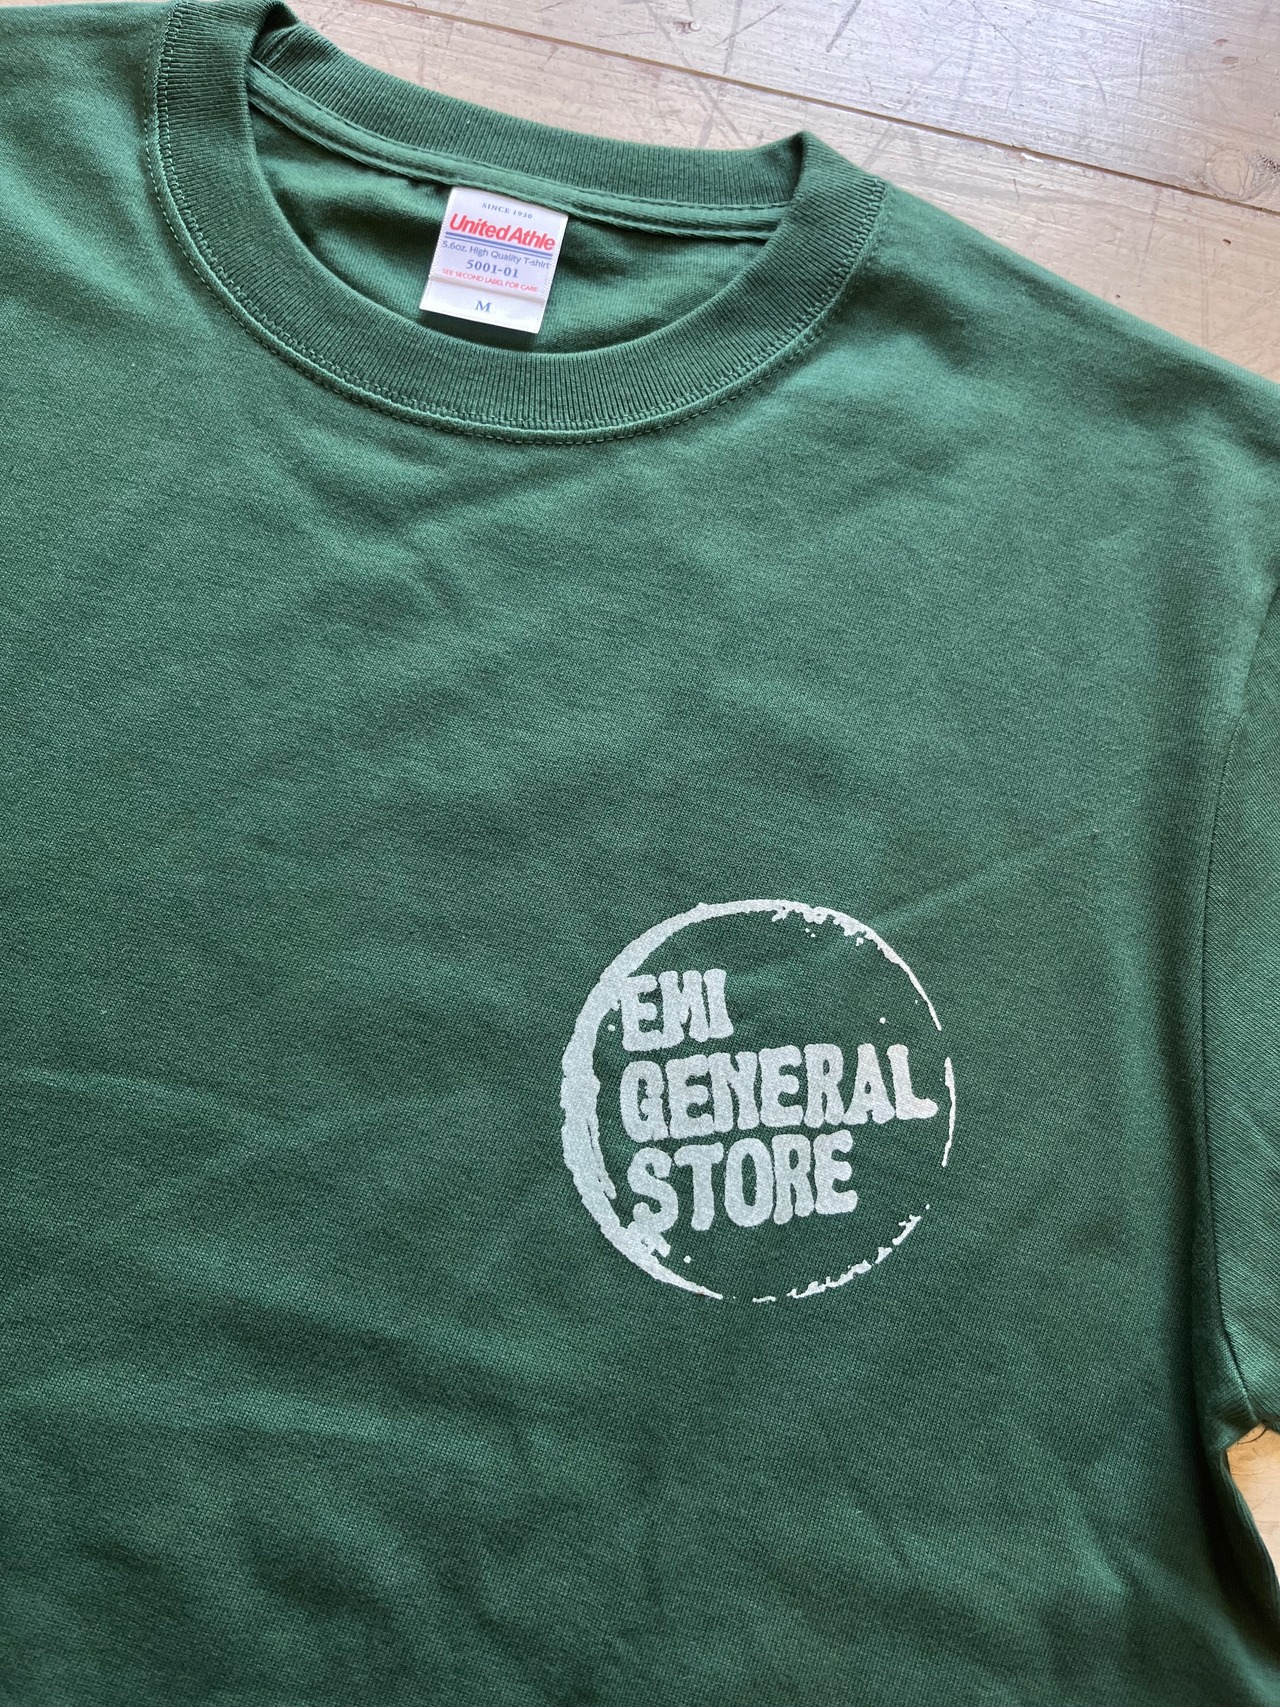 SINCE 1930
United Athle
5.6oz. High Quality T-shirt
5001-01
SEE SECOND LABEL FOR CARE
M
EMI
GENERAL
STORE